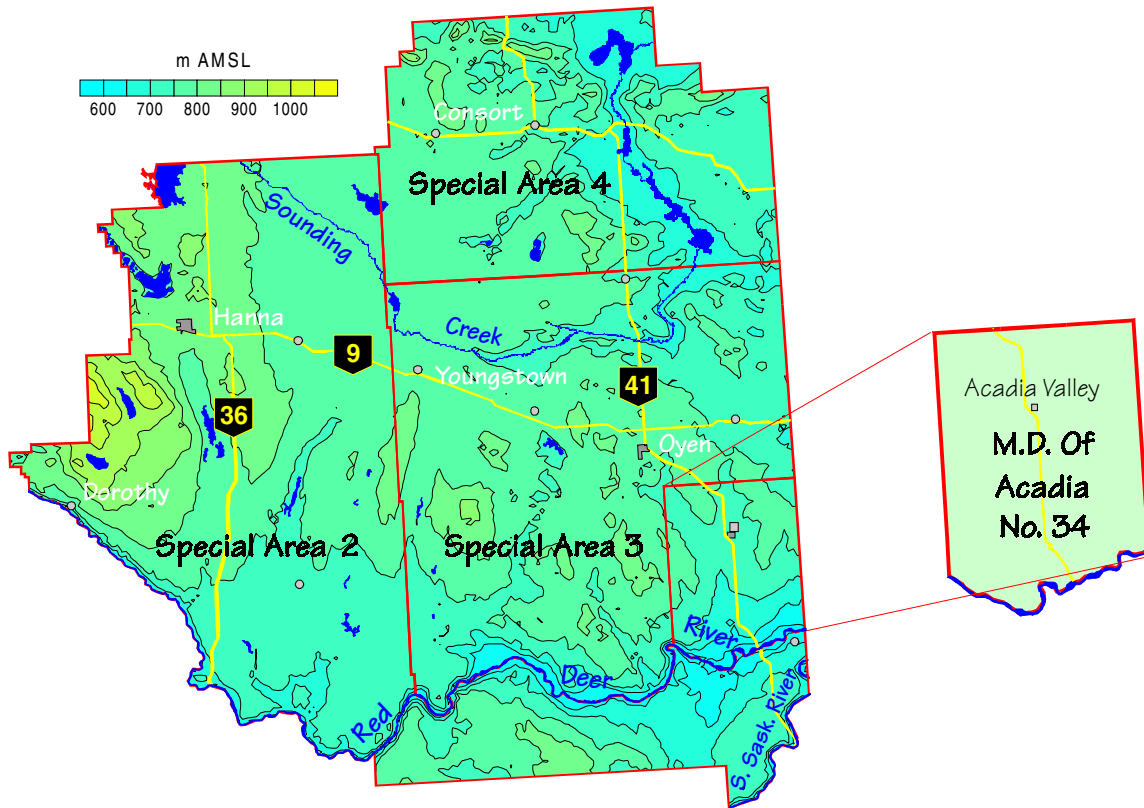 m AMSL
600 700 800 900 1000
Consort
Special Area 4
Sounding
Hanna
Creek
9
Youngstown
41
36
Acadia Valley
Oyen
M.D. Of
Acadia
No. 34
Dorothy
Special Area 2
Special Area 3
River
Deer
Red
S. Sask. River